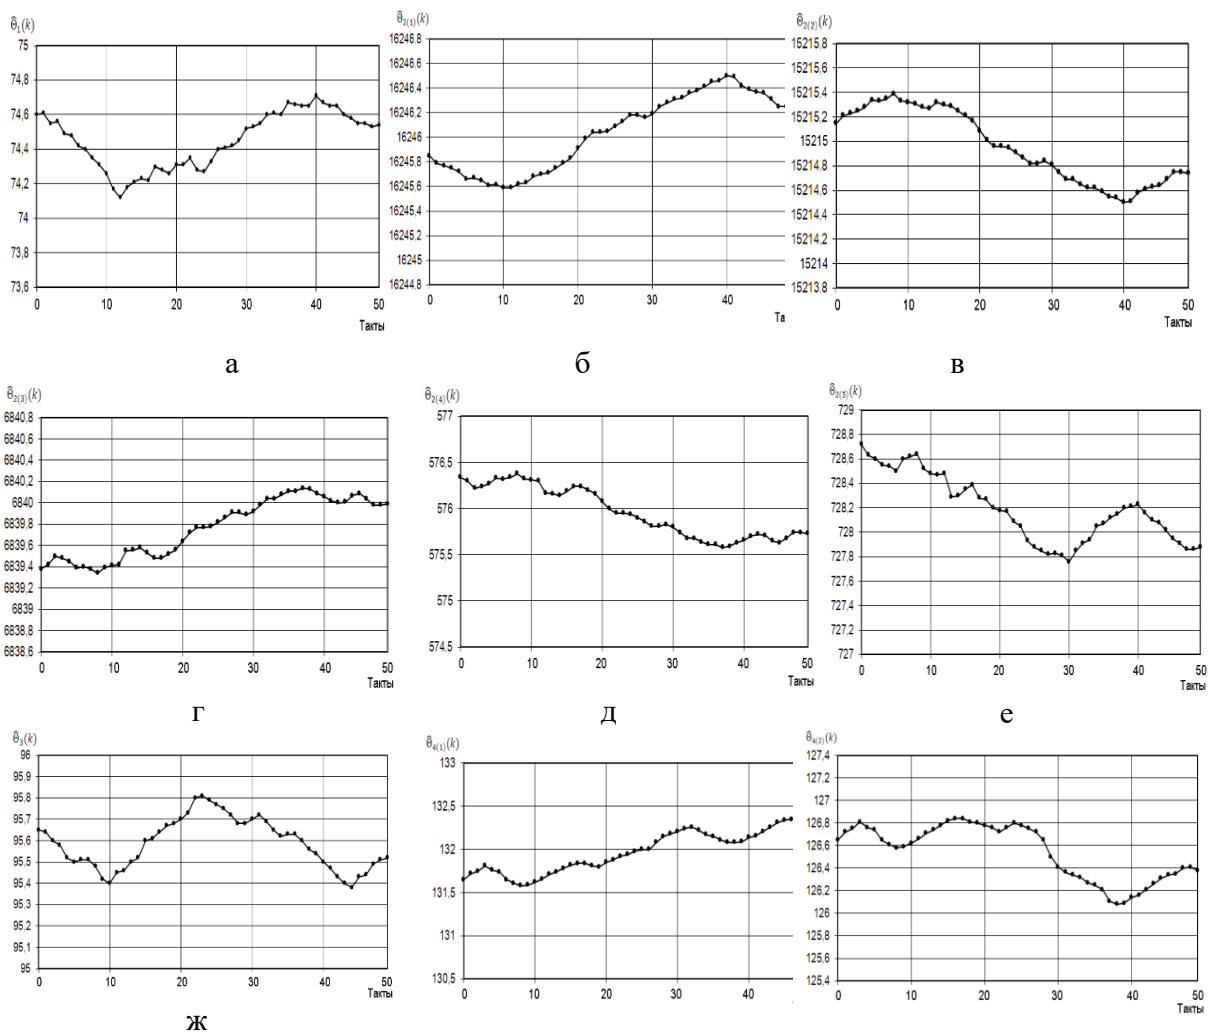 θ̂₁(k)
75
74,8
74,6
74,4
74,2
74
73,8
73,6
0 10 20 30 40 50
Такты
а
θ̂₂₍₁₎(k)
16246.8
16246.6
16246.4
16246.2
16246
16245.8
16245.6
16245.4
16245.2
16245
16244.8
0 10 20 30 40
Та
б
θ̂₂₍₂₎(k)
15215,8
15215,6
15215,4
15215,2
15215
15214,8
15214,6
15214,4
15214,2
15214
15213,8
0 10 20 30 40 50
Такты
в
θ̂₂₍₃₎(k)
6840,8
6840,6
6840,4
6840,2
6840
6839,8
6839,6
6839,4
6839,2
6839
6838,8
6838,6
0 10 20 30 40 50
Такты
г
θ̂₂₍₄₎(k)
577
576,5
576
575,5
575
574,5
0 10 20 30 40 50
Такты
д
θ̂₂₍₅₎(k)
729
728,8
728,6
728,4
728,2
728
727,8
727,6
727,4
727,2
727
0 10 20 30 40 50
Такты
е
θ̂₃(k)
96
95,9
95,8
95,7
95,6
95,5
95,4
95,3
95,2
95,1
95
0 10 20 30 40 50
Такты
ж
θ̂₄₍₁₎(k)
133
132,5
132
131,5
131
130,5
0 10 20 30 40
θ̂₄₍₂₎(k)
127,4
127,2
127
126,8
126,6
126,4
126,2
126
125,8
125,6
125,4
0 10 20 30 40 50
Такты